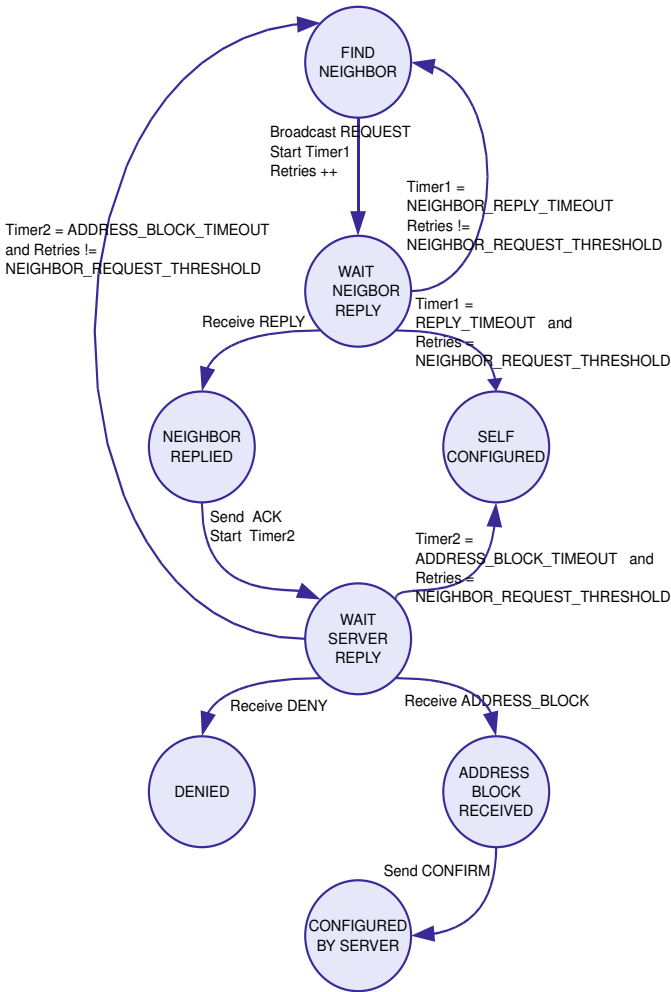 FIND
NEIGHBOR
Broadcast REQUEST
Start Timer1
Retries ++
Timer1 =
NEIGHBOR_REPLY_TIMEOUT
Retries !=
NEIGHBOR_REQUEST_THRESHOLD
Timer2 = ADDRESS_BLOCK_TIMEOUT
and Retries !=
NEIGHBOR_REQUEST_THRESHOLD
WAIT
NEIGBOR
REPLY
Receive REPLY
Timer1 =
REPLY_TIMEOUT and
Retries =
NEIGHBOR_REQUEST_THRESHOLD
NEIGHBOR
REPLIED
SELF
CONFIGURED
Send ACK
Start Timer2
Timer2 =
ADDRESS_BLOCK_TIMEOUT and
Retries =
NEIGHBOR_REQUEST_THRESHOLD
WAIT
SERVER
REPLY
Receive DENY
Receive ADDRESS_BLOCK
DENIED
ADDRESS
BLOCK
RECEIVED
Send CONFIRM
CONFIGURED
BY SERVER